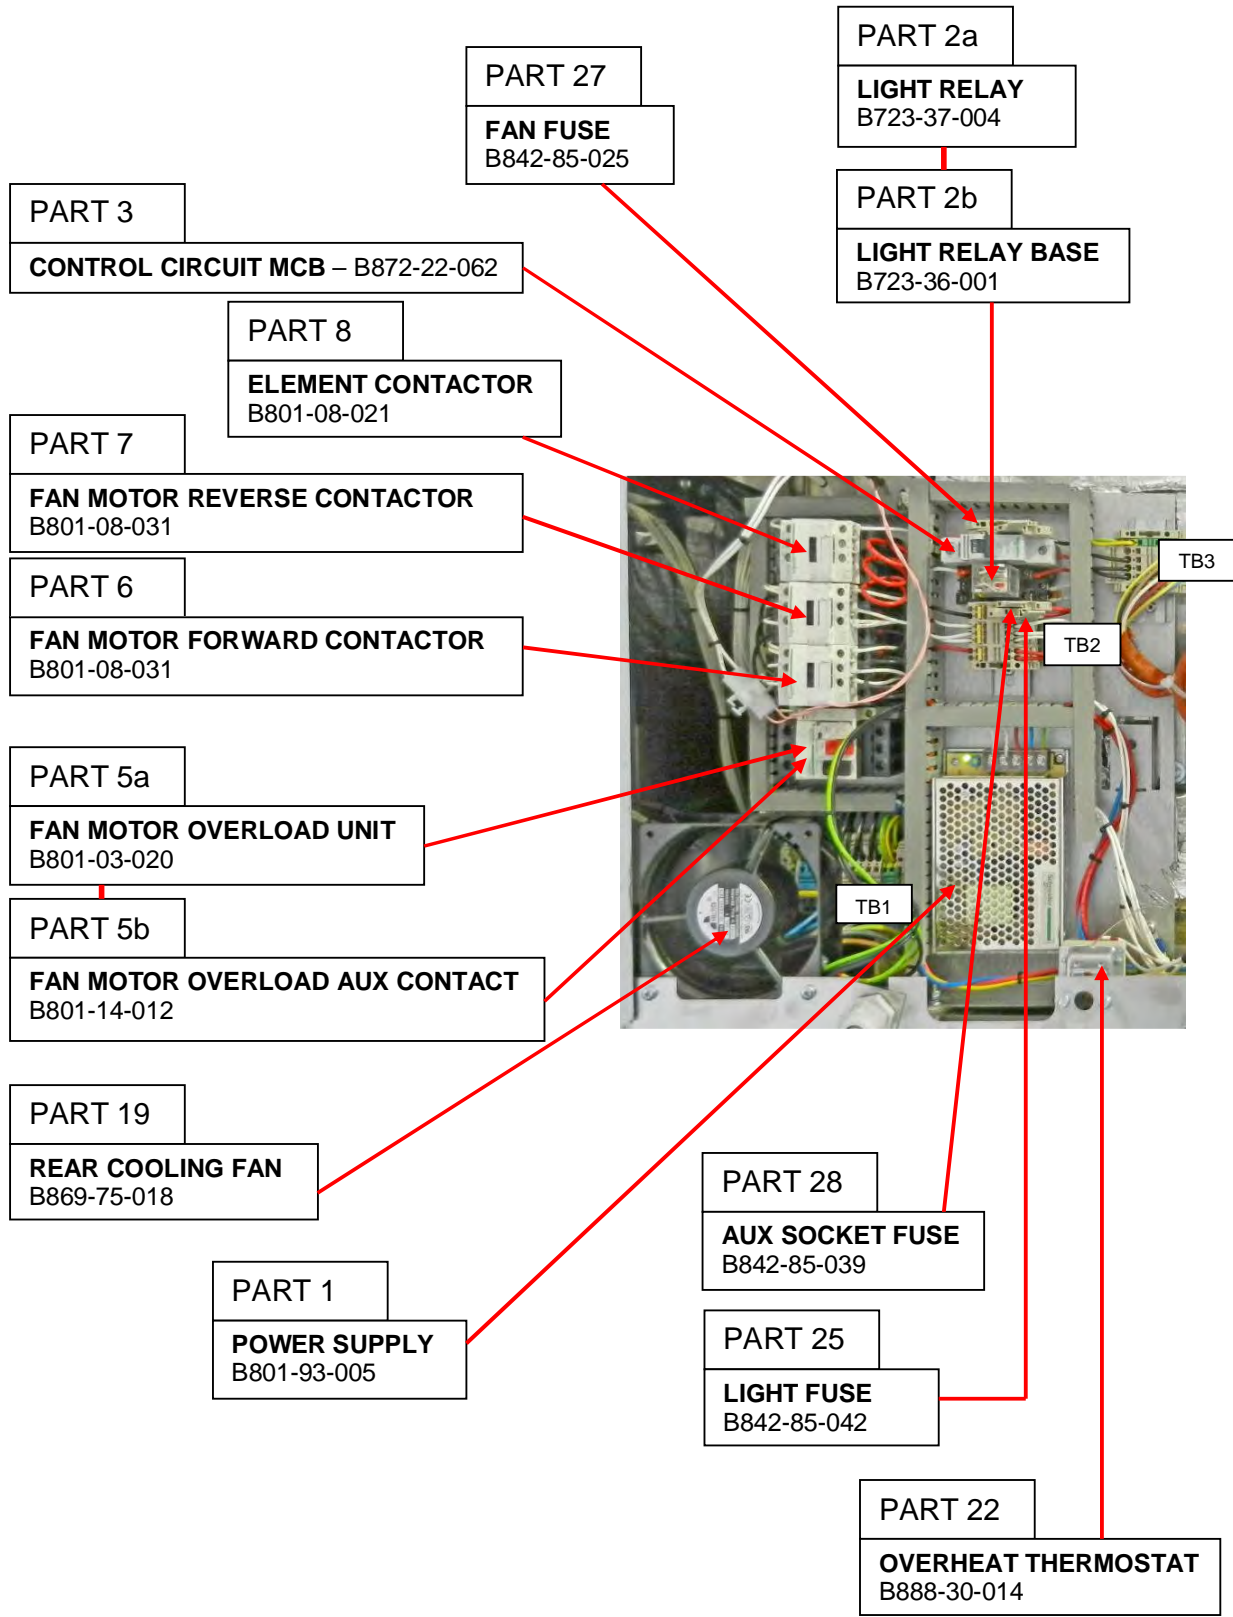 PART 2a
LIGHT RELAY
B723-37-004
PART 27
FAN FUSE
B842-85-025
PART 2b
LIGHT RELAY BASE
B723-36-001
PART 3
CONTROL CIRCUIT MCB – B872-22-062
PART 8
ELEMENT CONTACTOR
B801-08-021
PART 7
FAN MOTOR REVERSE CONTACTOR
B801-08-031
PART 6
FAN MOTOR FORWARD CONTACTOR
B801-08-031
TB3
TB2
PART 5a
FAN MOTOR OVERLOAD UNIT
B801-03-020
PART 5b
FAN MOTOR OVERLOAD AUX CONTACT
B801-14-012
TB1
PART 19
REAR COOLING FAN
B869-75-018
PART 28
AUX SOCKET FUSE
B842-85-039
PART 1
POWER SUPPLY
B801-93-005
PART 25
LIGHT FUSE
B842-85-042
PART 22
OVERHEAT THERMOSTAT
B888-30-014